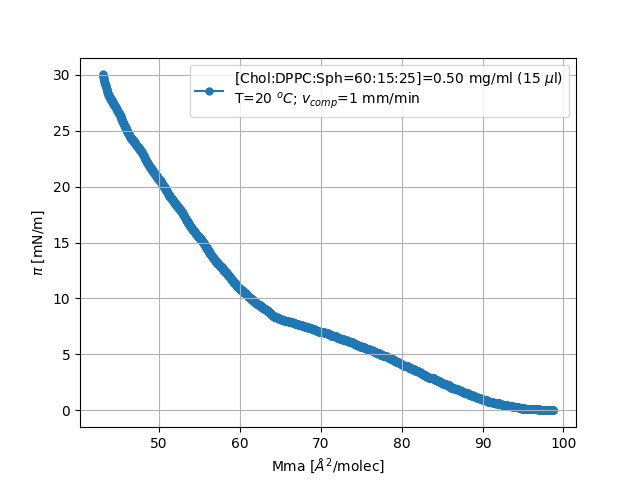 [Chol:DPPC:Sph=60:15:25]=0.50 mg/ml (15 μl)
T=20 °C; v_comp=1 mm/min
30
25
20
15
10
5
0
π [mN/m]
50 60 70 80 90 100
Mma [Å²/molec]